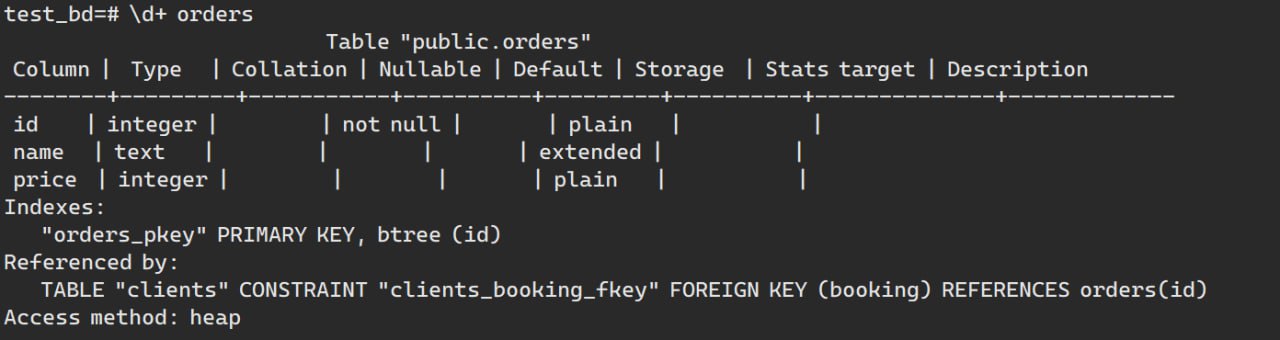 test_bd=# \d+ orders
Table "public.orders"
Column | Type | Collation | Nullable | Default | Storage | Stats target | Description
--------+---------+-----------+----------+---------+----------+--------------+-------------
id | integer | | not null | | plain | |
name | text | | | | extended | |
price | integer | | | | plain | |
Indexes:
"orders_pkey" PRIMARY KEY, btree (id)
Referenced by:
TABLE "clients" CONSTRAINT "clients_booking_fkey" FOREIGN KEY (booking) REFERENCES orders(id)
Access method: heap